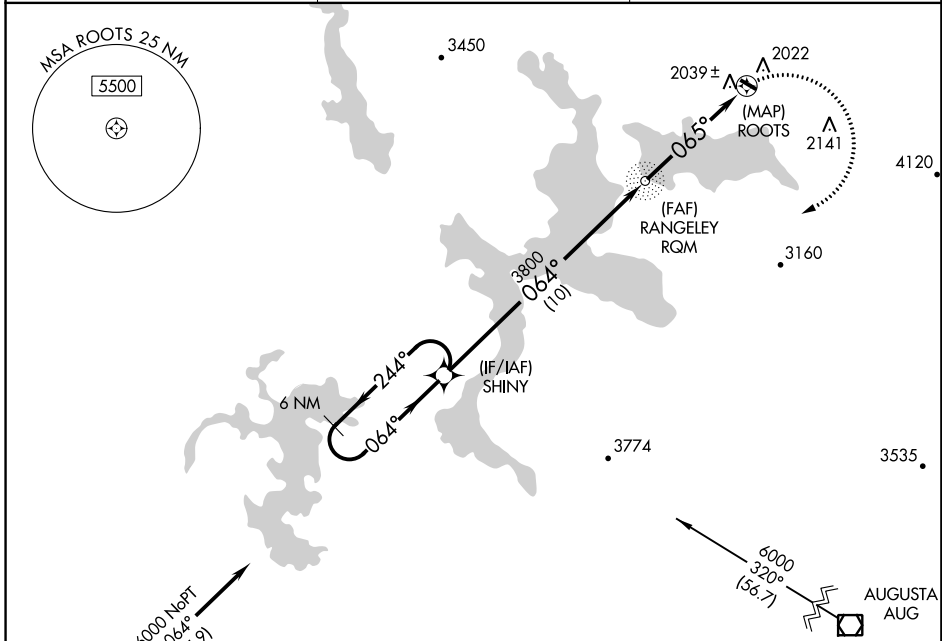 MSA ROOTS 25 NM
5500
3450
2039 ±
2022
(MAP)
ROOTS
2141
4120
065°
(FAF)
RANGELEY
RQM
3160
3800
064°
(10)
(IF/IAF)
SHINY
244°
6 NM
064°
3774
3535
6000
320°
(56.7)
AUGUSTA
AUG
6000 NoPT
064°